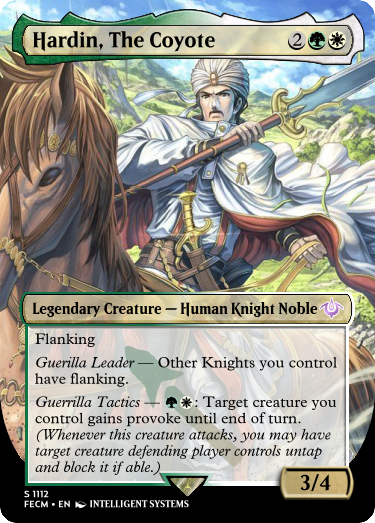 Hardin, The Coyote 2
Legendary Creature — Human Knight Noble
Flanking
Guerilla Leader — Other Knights you control
have flanking.
Guerrilla Tactics — : Target creature you
control gains provoke until end of turn.
(Whenever this creature attacks, you may have
target creature defending player controls untap
and block it if able.)
3/4
S 1112
FECM • EN INTELLIGENT SYSTEMS